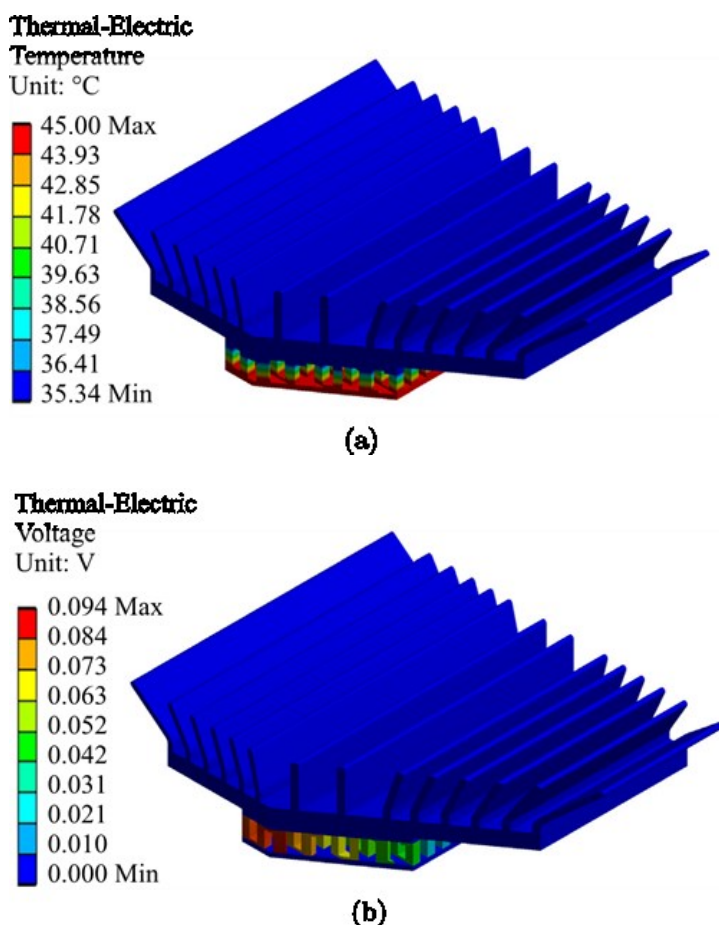 Thermal-Electric
Temperature
Unit: °C
45.00 Max
43.93
42.85
41.78
40.71
39.63
38.56
37.49
36.41
35.34 Min
(a)
Thermal-Electric
Voltage
Unit: V
0.094 Max
0.084
0.073
0.063
0.052
0.042
0.031
0.021
0.010
0.000 Min
(b)